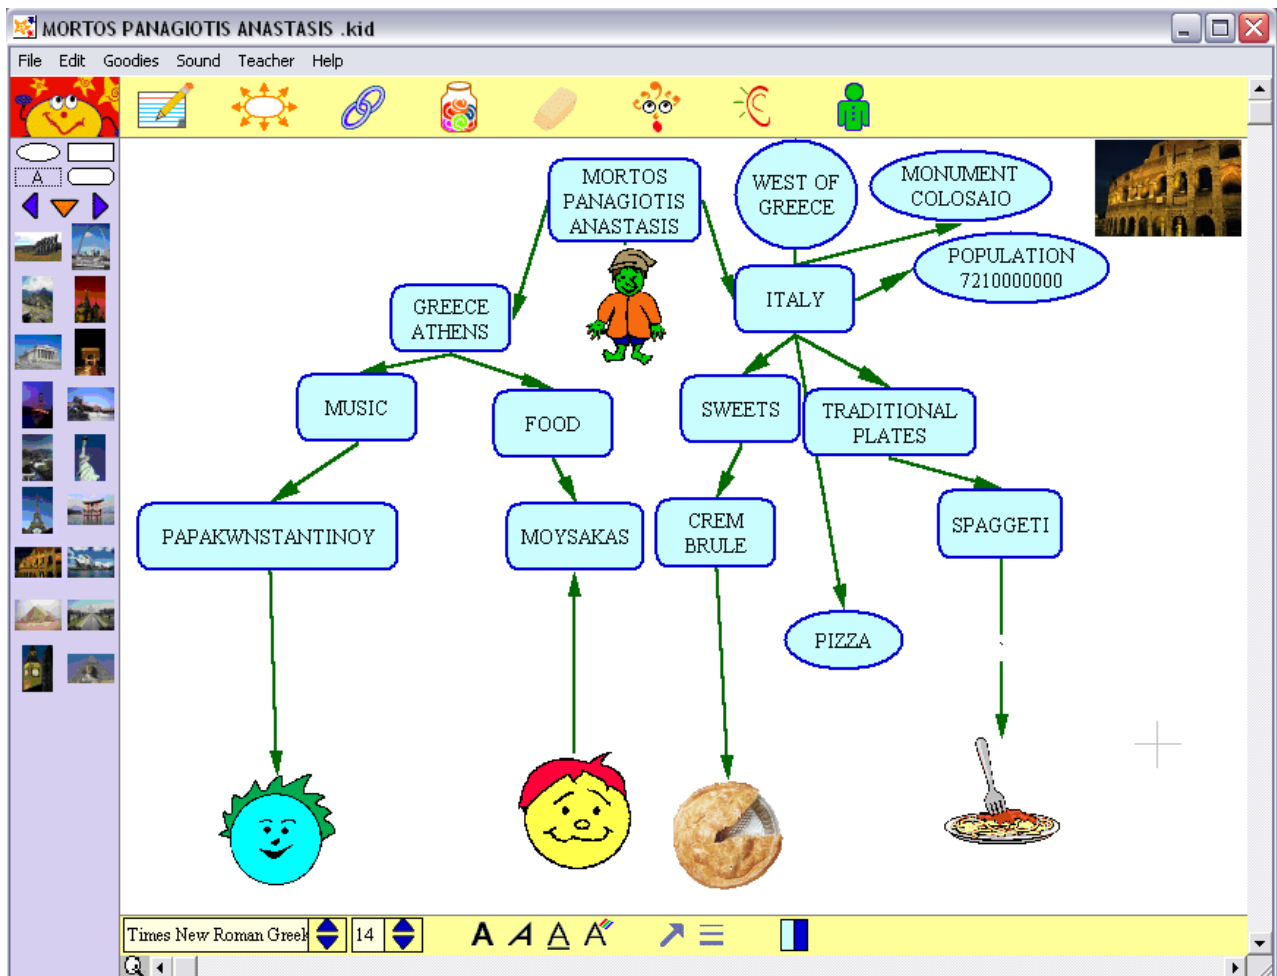 MORTOS PANAGIOTIS ANASTASIS .kid
File Edit Goodies Sound Teacher Help
A
MORTOS
PANAGIOTIS
ANASTASIS
WEST OF
GREECE
MONUMENT
COLOSAIO
POPULATION
7210000000
ITALY
GREECE
ATHENS
MUSIC
FOOD
SWEETS
TRADITIONAL
PLATES
PAPAKWNSTANTINOY
MOYSAKAS
CREM
BRULE
SPAGGETI
PIZZA
Times New Roman Greek 14 A A A A